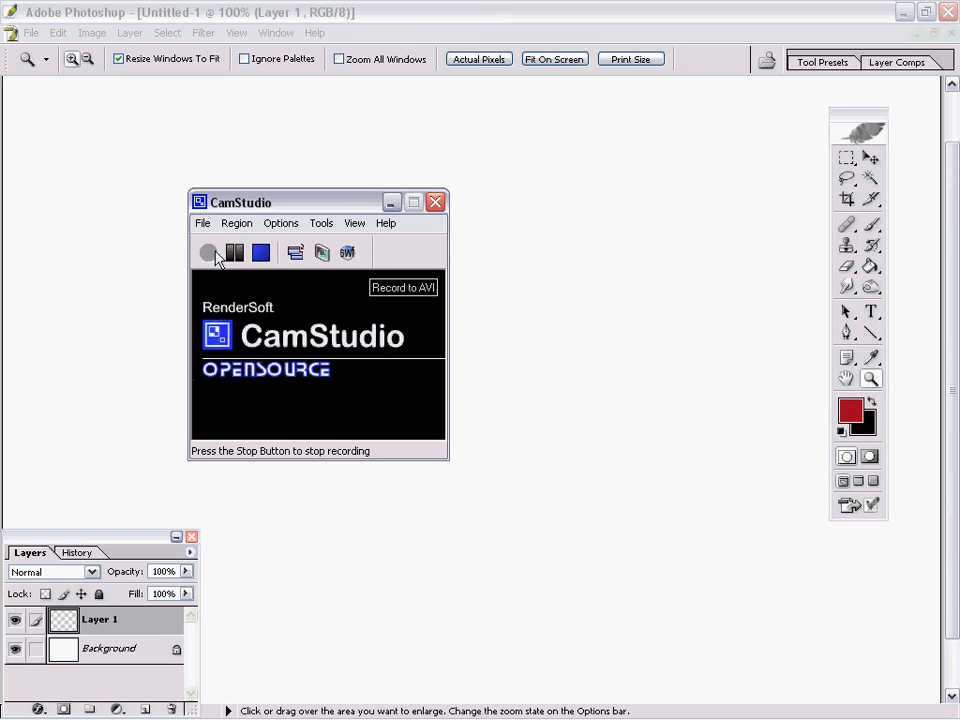 Adobe Photoshop - [Untitled-1 @ 100% (Layer 1, RGB/8)]
File Edit Image Layer Select Filter View Window Help
Resize Windows To Fit Ignore Palettes Zoom All Windows Actual Pixels Fit On Screen Print Size Tool Presets Layer Comps
CamStudio
File Region Options Tools View Help
SWF
Record to AVI
RenderSoft
CamStudio
OPENSOURCE
Press the Stop Button to stop recording
Layers History
Normal Opacity: 100%
Lock: Fill: 100%
Layer 1
Background
Click or drag over the area you want to enlarge. Change the zoom state on the Options bar.